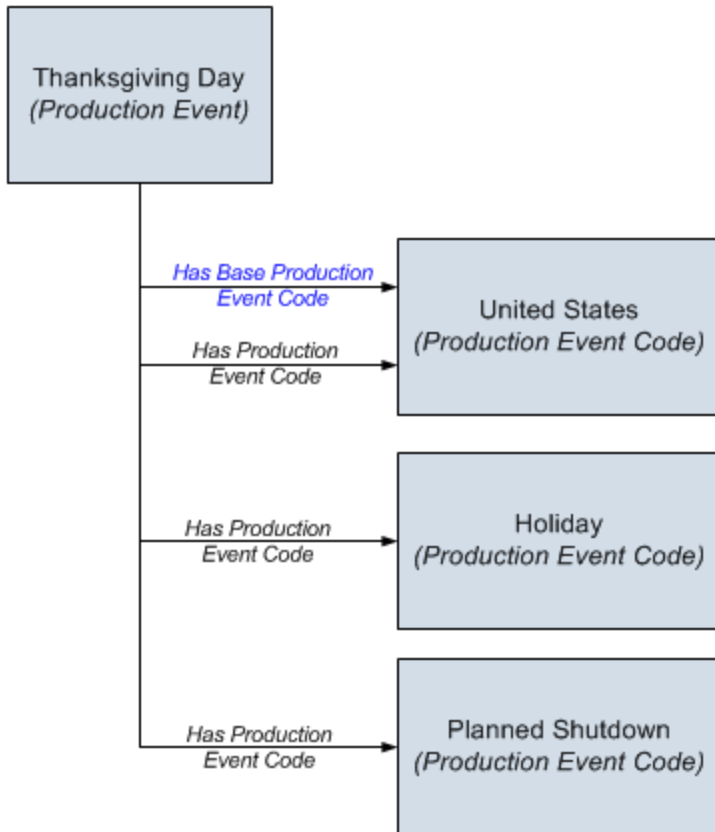 Thanksgiving Day
(Production Event)
Has Base Production
Event Code
United States
(Production Event Code)
Has Production
Event Code
Has Production
Event Code
Holiday
(Production Event Code)
Has Production
Event Code
Planned Shutdown
(Production Event Code)